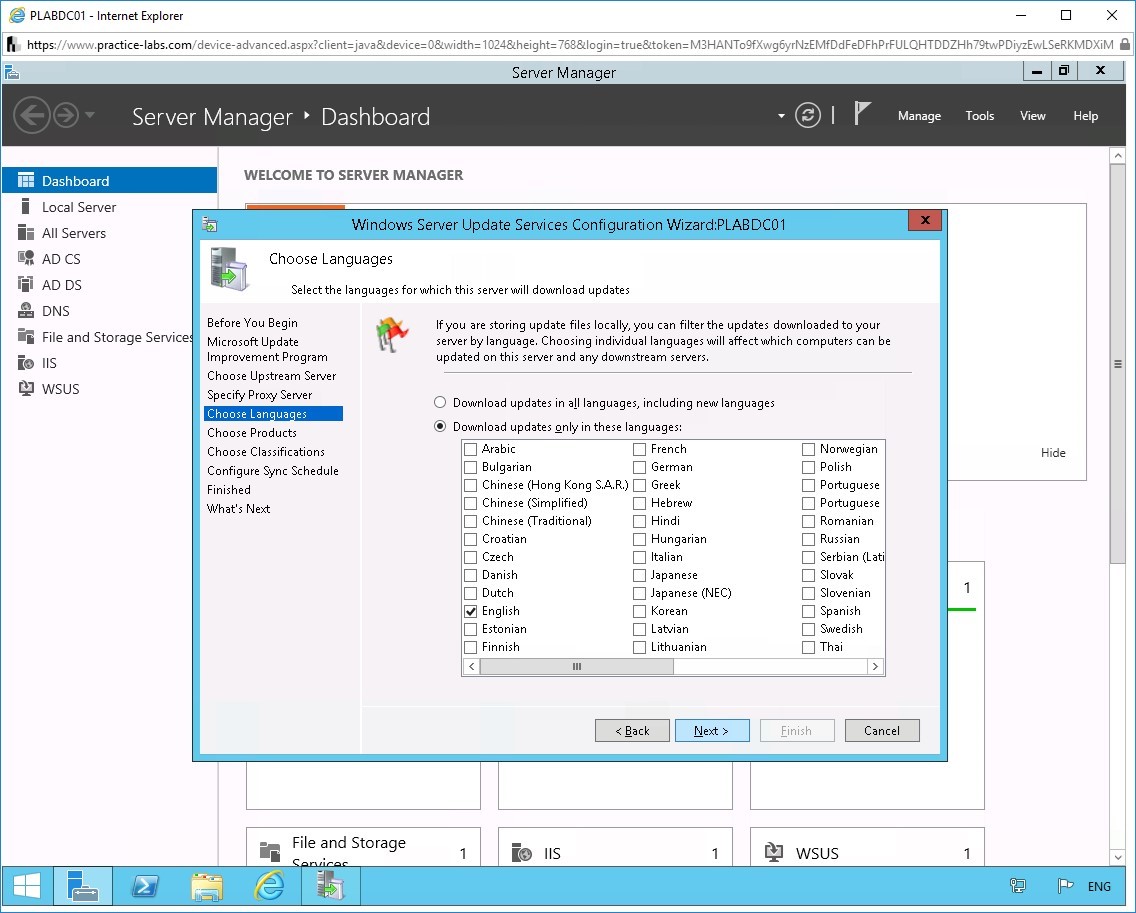 PLABDC01 - Internet Explorer
https://www.practice-labs.com/device-advanced.aspx?client=java&device=0&width=1024&height=768&login=true&token=M3HANTo9fXwg6yrNzEMfDdFeDFhPrFULQHTDDZHh79twPDiyzEwLSeRKMDXiM
Server Manager
Server Manager ‣ Dashboard
Manage Tools View Help
Dashboard
Local Server
All Servers
AD CS
AD DS
DNS
File and Storage Services
IIS
WSUS
WELCOME TO SERVER MANAGER
Hide
Windows Server Update Services Configuration Wizard:PLABDC01
x
Choose Languages
Select the languages for which this server will download updates
Before You Begin
Microsoft Update
Improvement Program
Choose Upstream Server
Specify Proxy Server
Choose Languages
Choose Products
Choose Classifications
Configure Sync Schedule
Finished
What's Next
If you are storing update files locally, you can filter the updates downloaded to your
server by language. Choosing individual languages will affect which computers can be
updated on this server and any downstream servers.
Download updates in all languages, including new languages
Download updates only in these languages:
Arabic
Bulgarian
Chinese (Hong Kong S.A.R.)
Chinese (Simplified)
Chinese (Traditional)
Croatian
Czech
Danish
Dutch
English
Estonian
Finnish
French
German
Greek
Hebrew
Hindi
Hungarian
Italian
Japanese
Japanese (NEC)
Korean
Latvian
Lithuanian
Norwegian
Polish
Portuguese
Portuguese
Romanian
Russian
Serbian (Lati
Slovak
Slovenian
Spanish
Swedish
Thai
< Back Next > Finish Cancel
1
File and Storage
Services
1
IIS 1
WSUS 1
ENG